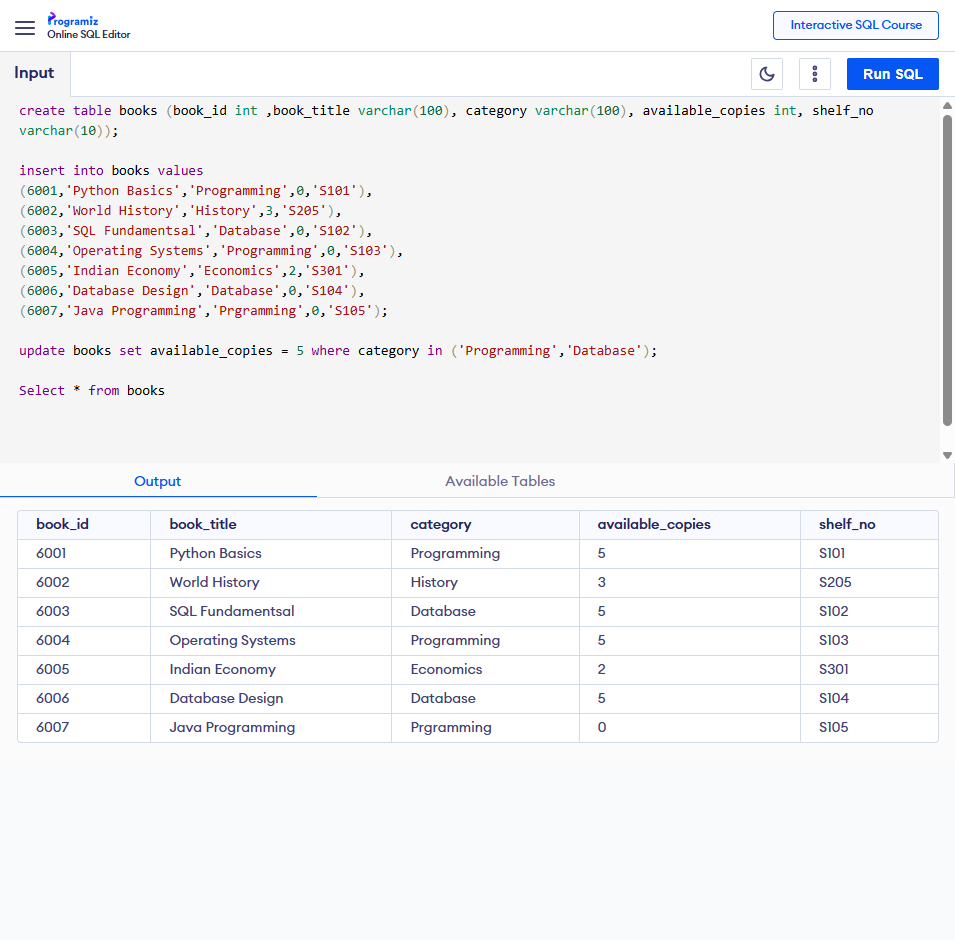 Programiz
Online SQL Editor
Interactive SQL Course
Input
Run SQL
create table books (book_id int ,book_title varchar(100), category varchar(100), available_copies int, shelf_no
varchar(10));
insert into books values
(6001,'Python Basics','Programming',0,'S101'),
(6002,'World History','History',3,'S205'),
(6003,'SQL Fundamentsal','Database',0,'S102'),
(6004,'Operating Systems','Programming',0,'S103'),
(6005,'Indian Economy','Economics',2,'S301'),
(6006,'Database Design','Database',0,'S104'),
(6007,'Java Programming','Prgramming',0,'S105');
update books set available_copies = 5 where category in ('Programming','Database');
Select * from books
Output Available Tables
book_id book_title category available_copies shelf_no
6001 Python Basics Programming 5 S101
6002 World History History 3 S205
6003 SQL Fundamentsal Database 5 S102
6004 Operating Systems Programming 5 S103
6005 Indian Economy Economics 2 S301
6006 Database Design Database 5 S104
6007 Java Programming Prgramming 0 S105